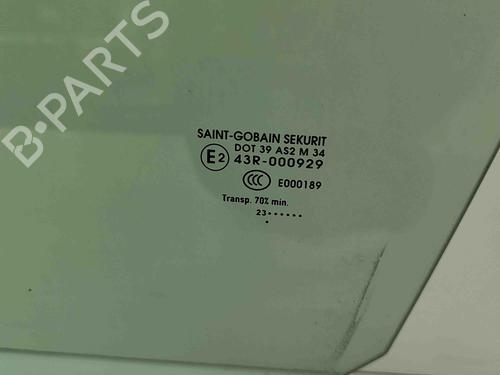 B-PARTS
SAINT-GOBAIN SEKURIT
DOT 39 AS2 M 34
E2 43R-000929
CCC E000189
Transp. 70% min.
23••••••
•